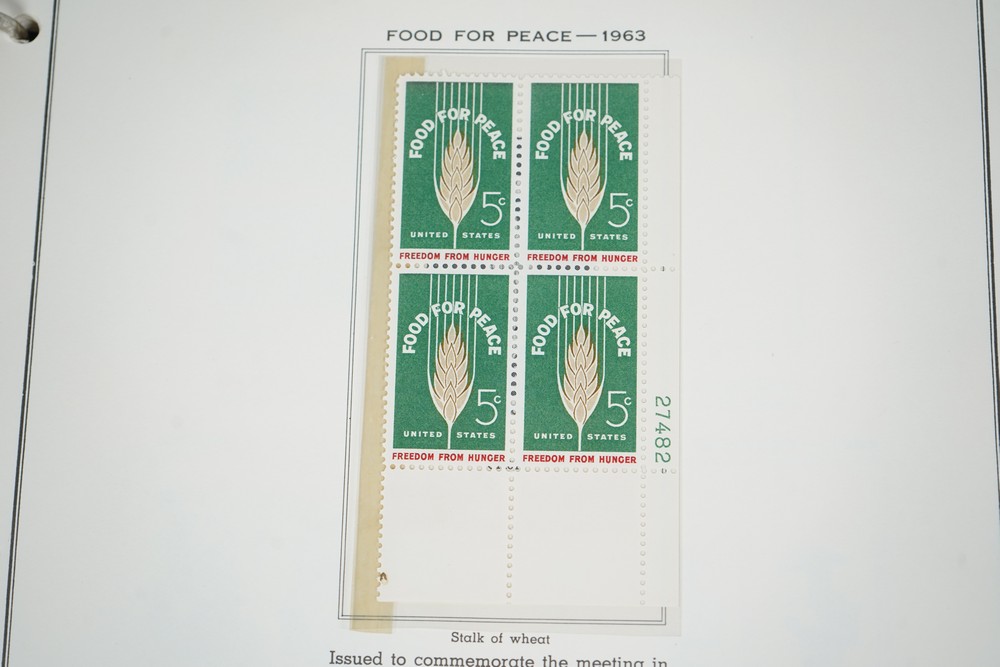 FOOD FOR PEACE—1963
FOOD FOR PEACE
5c
UNITED STATES
FREEDOM FROM HUNGER
FOOD FOR PEACE
5c
UNITED STATES
FREEDOM FROM HUNGER
FOOD FOR PEACE
5c
UNITED STATES
FREEDOM FROM HUNGER
FOOD FOR PEACE
5c
UNITED STATES
FREEDOM FROM HUNGER
27482
Stalk of wheat
Issued to commemorate the meeting in